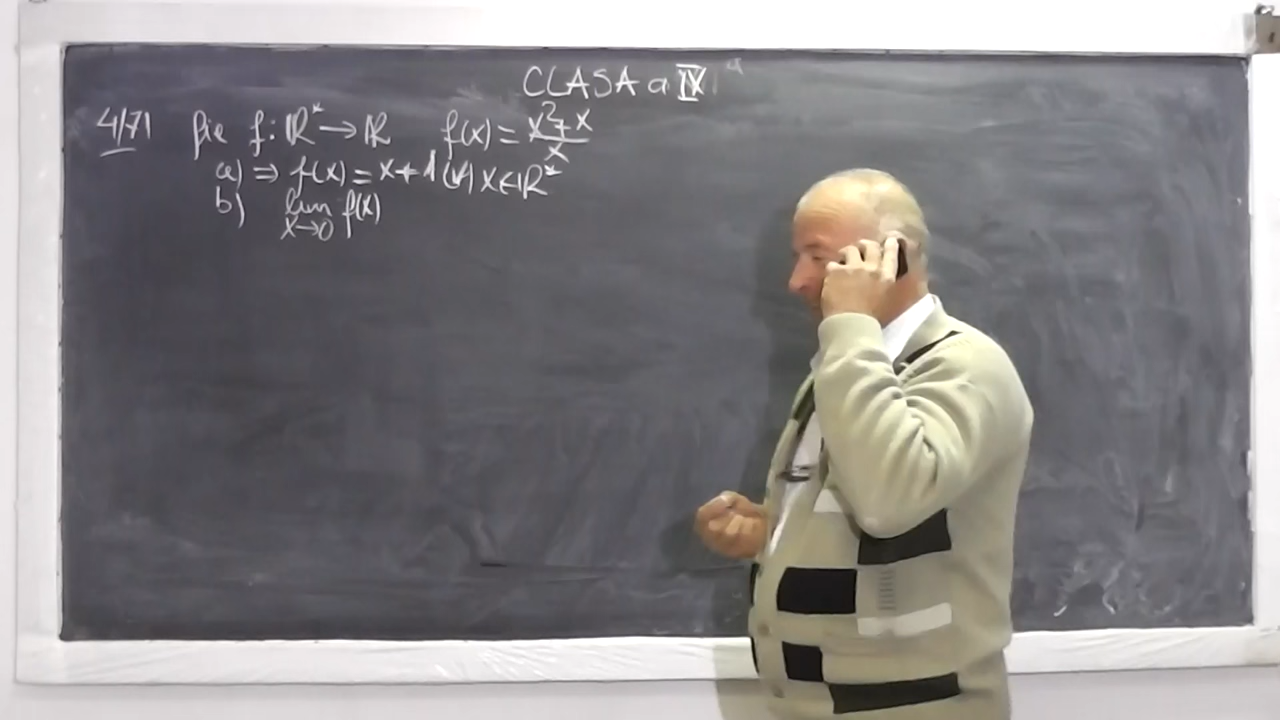 CLASA a IX a
4/71 fie f: ℝ* → ℝ f(x) = (x² + x)/x
a) ⇒ f(x) = x + 1 (∀) x ∈ ℝ*
b) lim x→0 f(x)